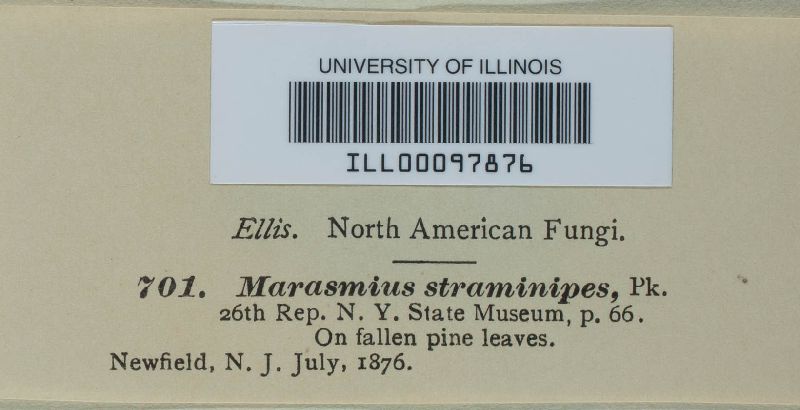 UNIVERSITY OF ILLINOIS
ILL00097876
Ellis. North American Fungi.
701. Marasmius straminipes, Pk.
26th Rep. N. Y. State Museum, p. 66.
On fallen pine leaves.
Newfield, N. J. July, 1876.